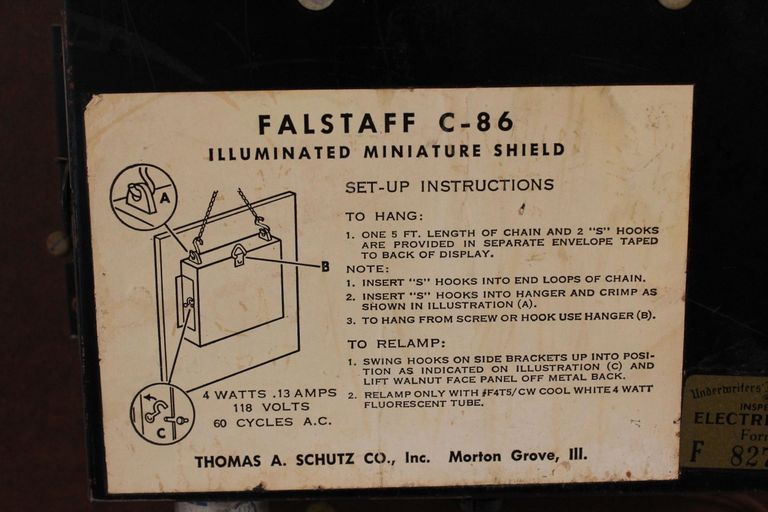 FALSTAFF C-86
ILLUMINATED MINIATURE SHIELD
SET-UP INSTRUCTIONS
TO HANG:
1. ONE 5 FT. LENGTH OF CHAIN AND 2 "S" HOOKS
ARE PROVIDED IN SEPARATE ENVELOPE TAPED
TO BACK OF DISPLAY.
NOTE:
1. INSERT "S" HOOKS INTO END LOOPS OF CHAIN.
2. INSERT "S" HOOKS INTO HANGER AND CRIMP AS
SHOWN IN ILLUSTRATION (A).
3. TO HANG FROM SCREW OR HOOK USE HANGER (B).
TO RELAMP:
1. SWING HOOKS ON SIDE BRACKETS UP INTO POSI-
TION AS INDICATED ON ILLUSTRATION (C) AND
LIFT WALNUT FACE PANEL OFF METAL BACK.
2. RELAMP ONLY WITH #F4T5/CW COOL WHITE 4 WATT
FLUORESCENT TUBE.
A
B
C
4 WATTS .13 AMPS
118 VOLTS
60 CYCLES A.C.
THOMAS A. SCHUTZ CO., Inc. Morton Grove, Ill.
Underwriters'
INSPE
ELECTRI
For
F 827